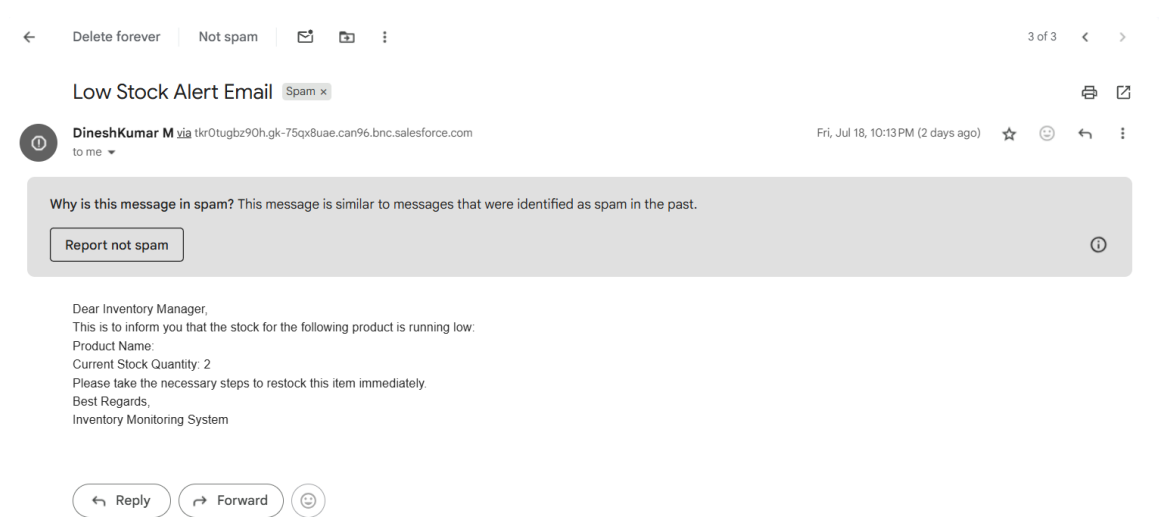 Delete forever Not spam 3 of 3
Low Stock Alert Email Spam ×
DineshKumar M via tkr0tugbz90h.gk-75qx8uae.can96.bnc.salesforce.com Fri, Jul 18, 10:13 PM (2 days ago)
to me
Why is this message in spam? This message is similar to messages that were identified as spam in the past.
Report not spam
Dear Inventory Manager,
This is to inform you that the stock for the following product is running low:
Product Name:
Current Stock Quantity: 2
Please take the necessary steps to restock this item immediately.
Best Regards,
Inventory Monitoring System
Reply Forward